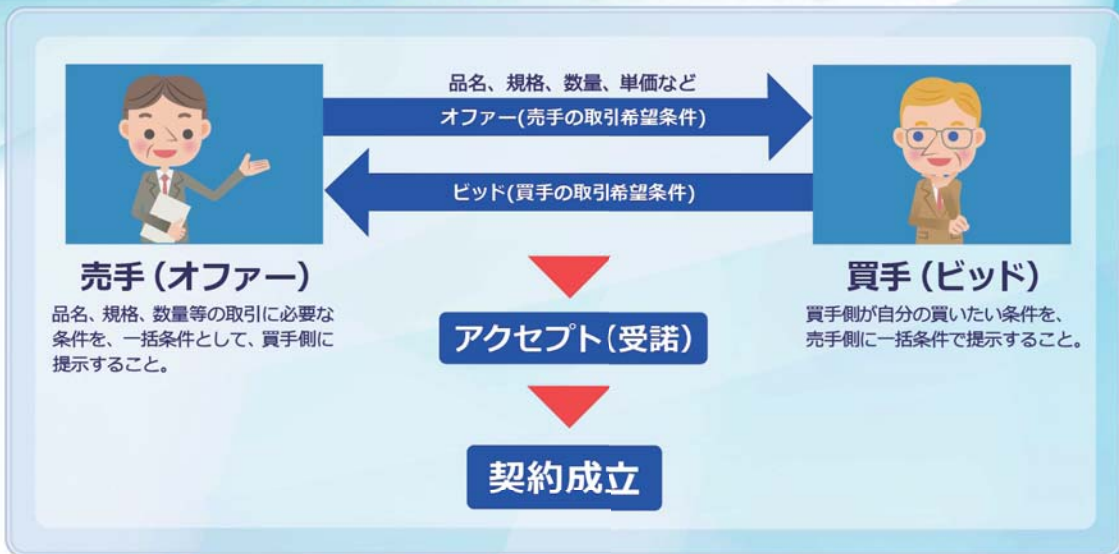 品名、規格、数量、単価など
オファー(売手の取引希望条件)
ビッド(買手の取引希望条件)
売手(オファー)
品名、規格、数量等の取引に必要な
条件を、一括条件として、買手側に
提示すること。
買手(ビッド)
買手側が自分の買いたい条件を、
売手側に一括条件で提示すること。
アクセプト(受諾)
契約成立